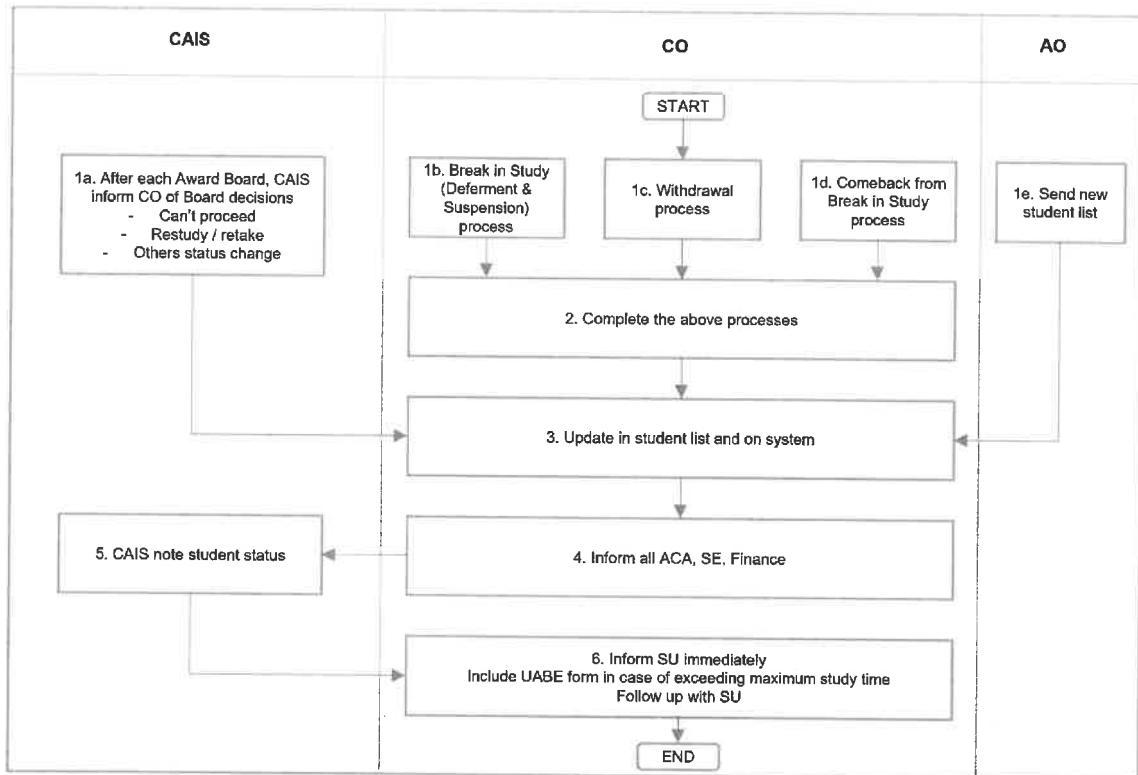 CAIS
CO
AO
START
1a. After each Award Board, CAIS
inform CO of Board decisions
- Can't proceed
- Restudy / retake
- Others status change
1b. Break in Study
(Deferment &
Suspension)
process
1c. Withdrawal
process
1d. Comeback from
Break in Study
process
1e. Send new
student list
2. Complete the above processes
3. Update in student list and on system
4. Inform all ACA, SE, Finance
5. CAIS note student status
6. Inform SU immediately
Include UABE form in case of exceeding maximum study time
Follow up with SU
END